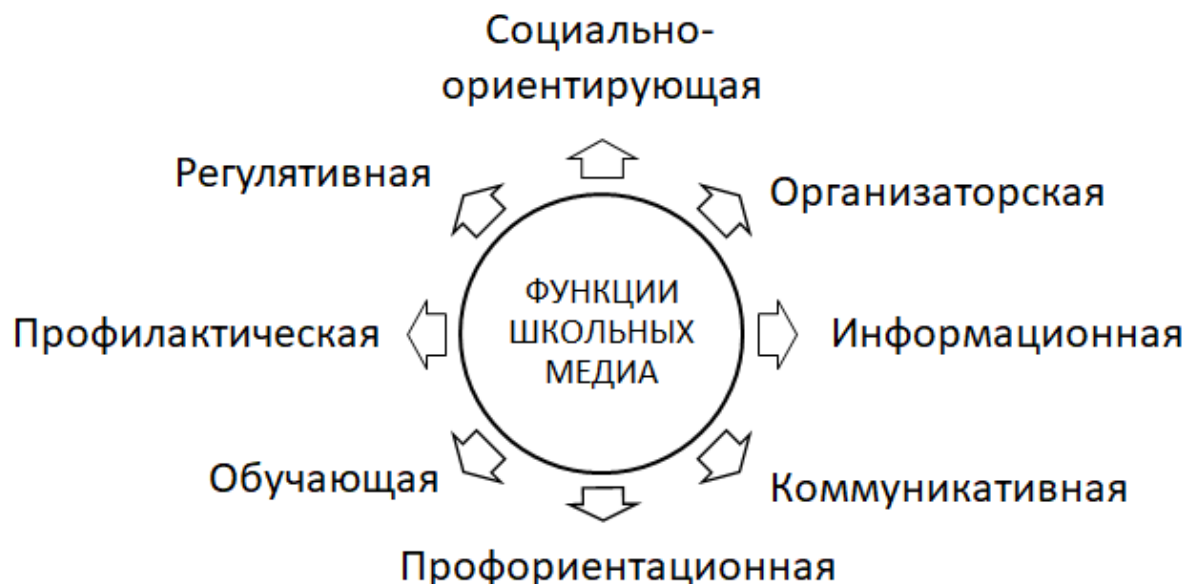 Социально-
ориентирующая
Регулятивная
Организаторская
Профилактическая
ФУНКЦИИ
ШКОЛЬНЫХ
МЕДИА
Информационная
Обучающая
Коммуникативная
Профориентационная